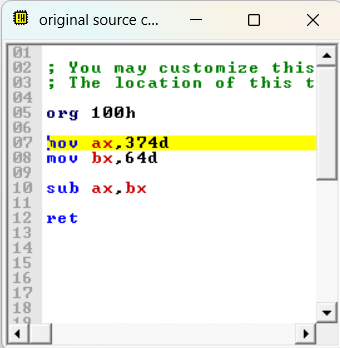 original source c...
01
02 ; You may customize this
03 ; The location of this t
04
05 org 100h
06
07 mov ax,374d
08 mov bx,64d
09
10 sub ax,bx
11
12 ret
13
14
15
16
17
18
19